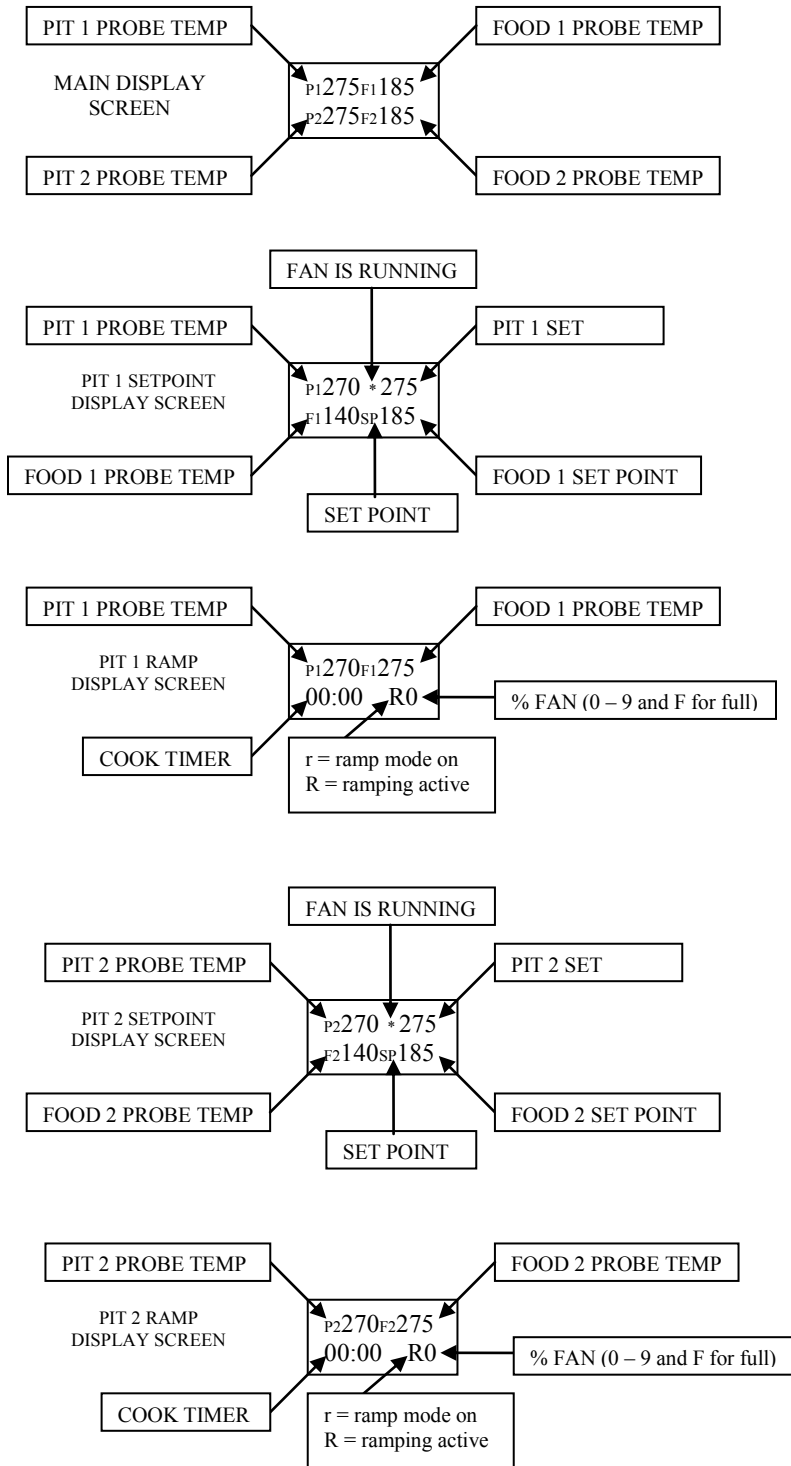 PIT 1 PROBE TEMP
FOOD 1 PROBE TEMP
MAIN DISPLAY
SCREEN
P1275F1185
P2275F2185
PIT 2 PROBE TEMP
FOOD 2 PROBE TEMP
FAN IS RUNNING
PIT 1 PROBE TEMP
PIT 1 SET
PIT 1 SETPOINT
DISPLAY SCREEN
P1270 * 275
F1140SP185
FOOD 1 PROBE TEMP
FOOD 1 SET POINT
SET POINT
PIT 1 PROBE TEMP
FOOD 1 PROBE TEMP
PIT 1 RAMP
DISPLAY SCREEN
P1270F1275
00:00 R0
% FAN (0 – 9 and F for full)
COOK TIMER
r = ramp mode on
R = ramping active
FAN IS RUNNING
PIT 2 PROBE TEMP
PIT 2 SET
PIT 2 SETPOINT
DISPLAY SCREEN
P2270 * 275
F2140SP185
FOOD 2 PROBE TEMP
FOOD 2 SET POINT
SET POINT
PIT 2 PROBE TEMP
FOOD 2 PROBE TEMP
PIT 2 RAMP
DISPLAY SCREEN
P2270F2275
00:00 R0
% FAN (0 – 9 and F for full)
COOK TIMER
r = ramp mode on
R = ramping active